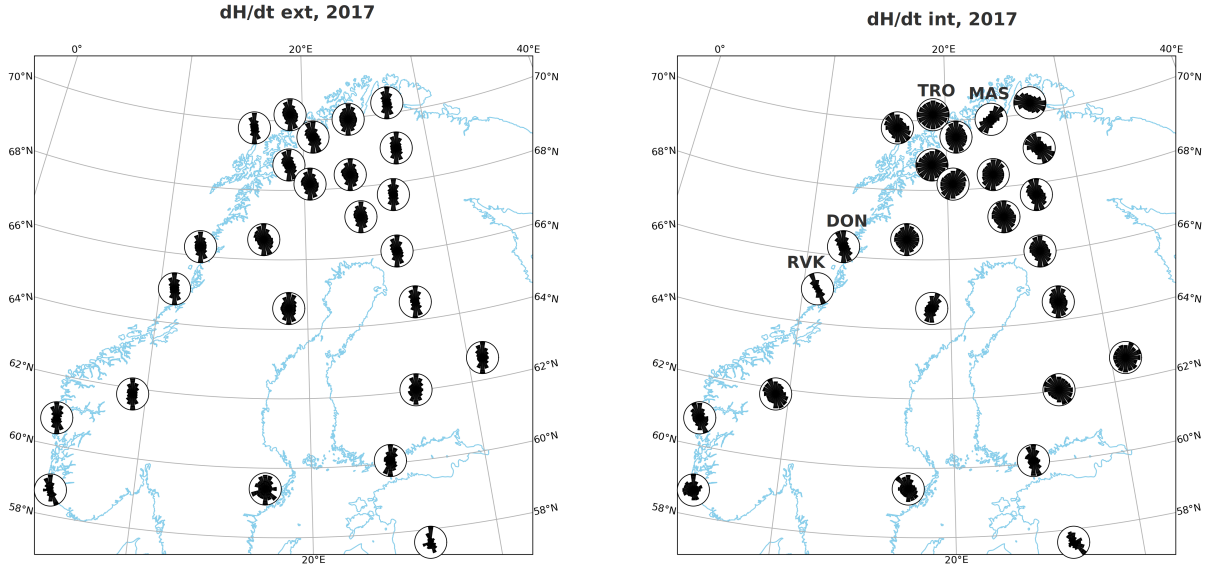 dH/dt ext, 2017
0° 20°E 40°E
70°N 70°N
68°N 68°N
66°N 66°N
64°N 64°N
62°N 62°N
60°N 60°N
58°N 58°N
20°E
dH/dt int, 2017
0° 20°E 40°E
70°N 70°N
TRO MAS
68°N 68°N
66°N 66°N
DON
RVK
64°N 64°N
62°N 62°N
60°N 60°N
58°N 58°N
20°E